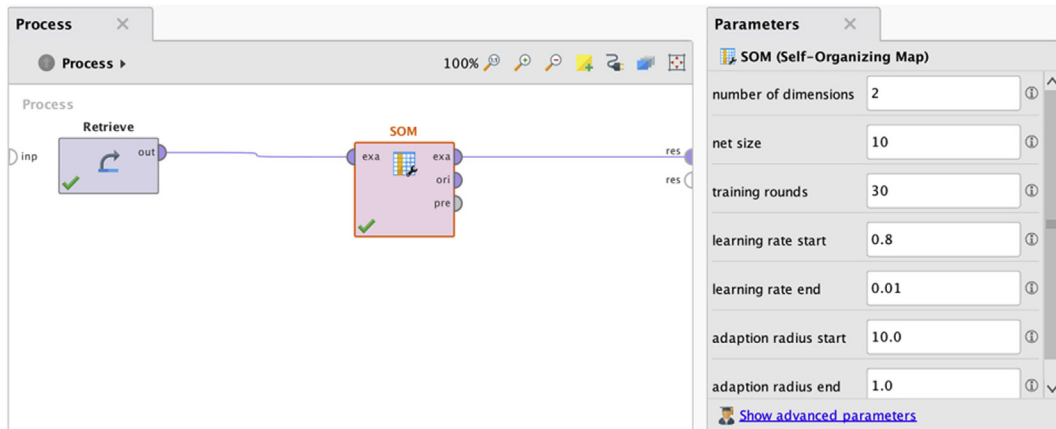 Process
Process
100%
Process
inp
Retrieve
out
SOM
exa
exa
ori
pre
res
res
Parameters
SOM (Self-Organizing Map)
number of dimensions 2
net size 10
training rounds 30
learning rate start 0.8
learning rate end 0.01
adaption radius start 10.0
adaption radius end 1.0
Show advanced parameters